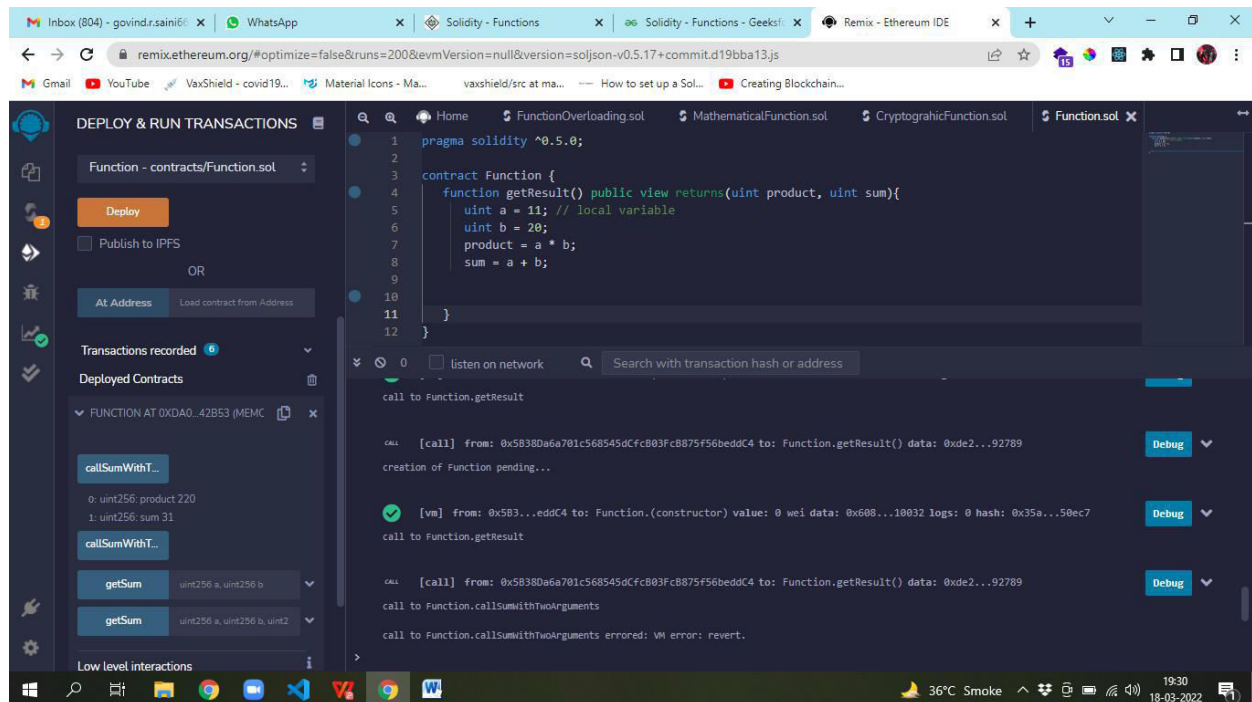 Inbox (804) - govind.r.saini66
WhatsApp
Solidity - Functions
Solidity - Functions - Geeksf
Remix - Ethereum IDE
remix.ethereum.org/#optimize=false&runs=200&evmVersion=null&version=soljson-v0.5.17+commit.d19bba13.js
15
Gmail
YouTube
VaxShield - covid19...
Material Icons - Ma...
vaxshield/src at ma...
How to set up a Sol...
Creating Blockchain...
DEPLOY & RUN TRANSACTIONS
Function - contracts/Function.sol
Deploy
Publish to IPFS
OR
At Address
Load contract from Address
Transactions recorded 6
Deployed Contracts
FUNCTION AT 0XDA0...42B53 (MEMC
callSumWithT...
0: uint256: product 220
1: uint256: sum 31
callSumWithT...
getSum uint256 a, uint256 b
getSum uint256 a, uint256 b, uint2
Low level interactions
Home
FunctionOverloading.sol
MathematicalFunction.sol
CryptograhicFunction.sol
Function.sol
1 pragma solidity ^0.5.0;
2
3 contract Function {
4 function getResult() public view returns(uint product, uint sum){
5 uint a = 11; // local variable
6 uint b = 20;
7 product = a * b;
8 sum = a + b;
9
10
11 }
12 }
0 listen on network Search with transaction hash or address
call to Function.getResult
Debug
CALL [call] from: 0x5B38Da6a701c568545dCfcB03FcB875f56beddC4 to: Function.getResult() data: 0xde2...92789
Debug
creation of Function pending...
[vm] from: 0x5B3...eddC4 to: Function.(constructor) value: 0 wei data: 0x608...10032 logs: 0 hash: 0x35a...50ec7
Debug
call to Function.getResult
CALL [call] from: 0x5B38Da6a701c568545dCfcB03FcB875f56beddC4 to: Function.getResult() data: 0xde2...92789
Debug
call to Function.callSumWithTwoArguments
call to Function.callSumWithTwoArguments errored: VM error: revert.
>
36°C Smoke
19:30
18-03-2022